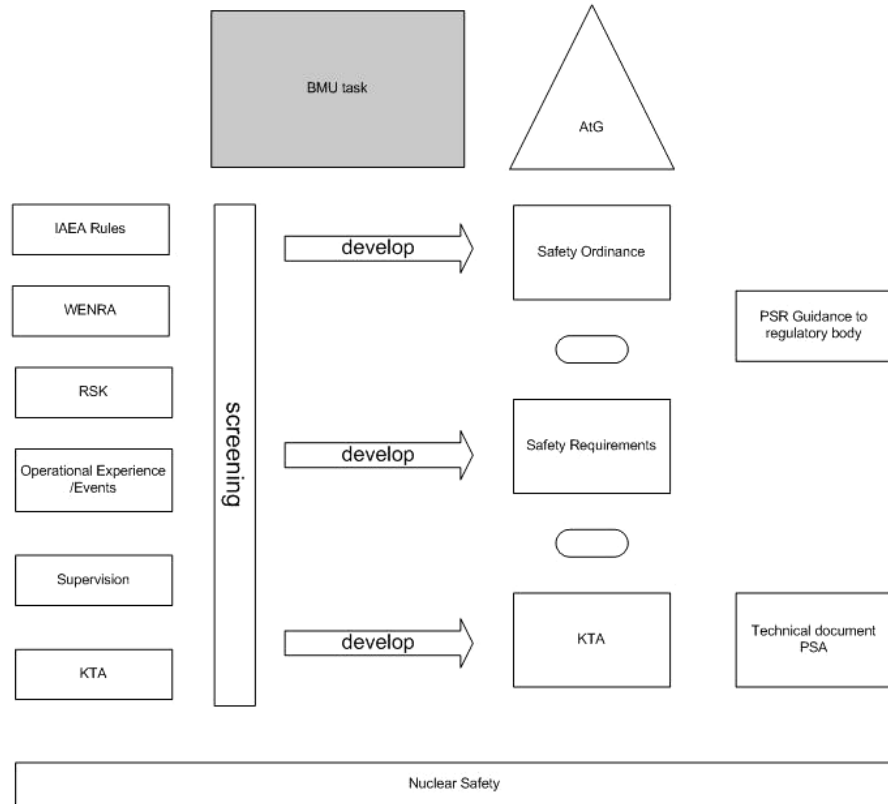 BMU task
AtG
IAEA Rules
WENRA
RSK
Operational Experience
/Events
Supervision
KTA
screening
develop
develop
develop
Safety Ordinance
Safety Requirements
KTA
PSR Guidance to
regulatory body
Technical document
PSA
Nuclear Safety